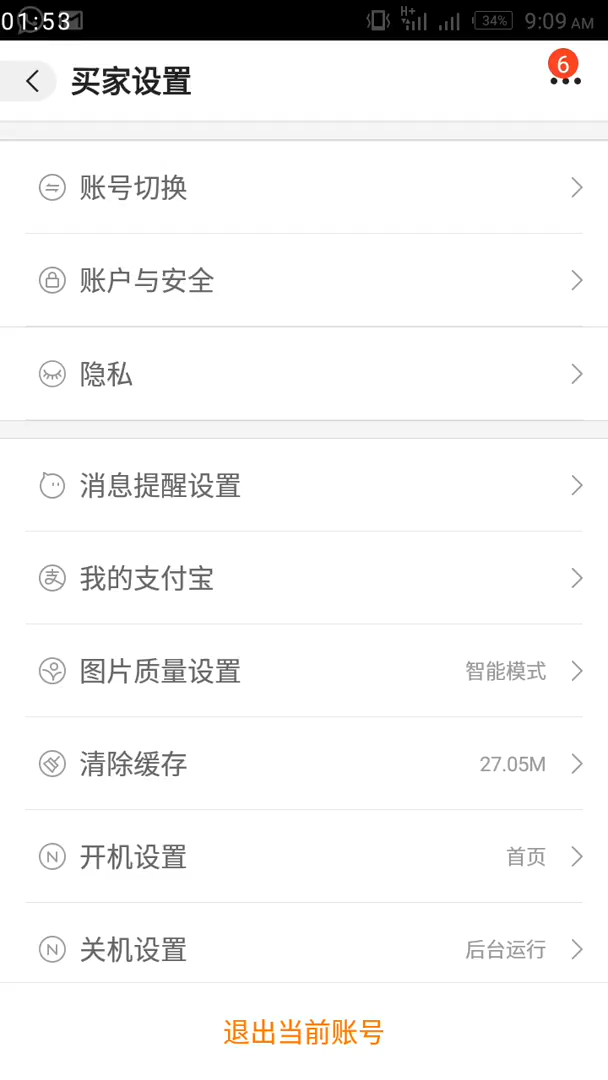 01:53
H+
34%
9:09 AM
买家设置
6
账号切换
账户与安全
隐私
消息提醒设置
支 我的支付宝
图片质量设置 智能模式
清除缓存 27.05M
N 开机设置 首页
N 关机设置 后台运行
退出当前账号